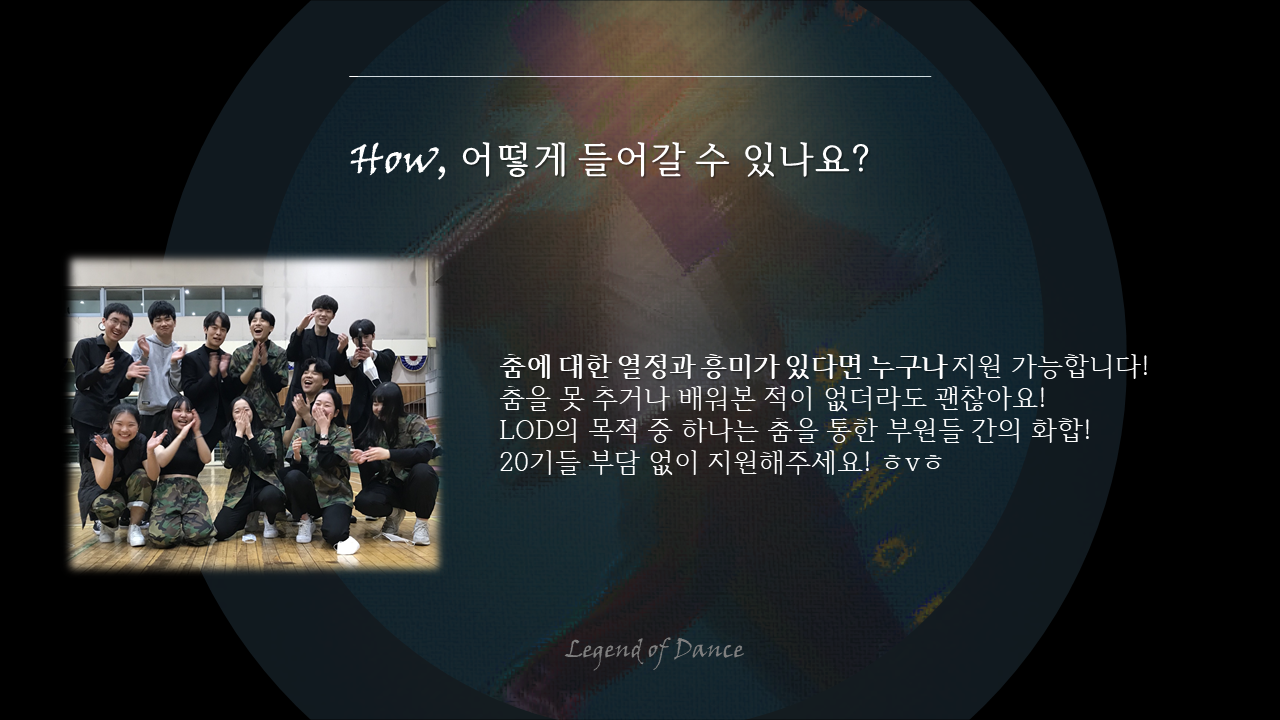 How, 어떻게 들어갈 수 있나요?
춤에 대한 열정과 흥미가 있다면 누구나 지원 가능합니다!
춤을 못 추거나 배워본 적이 없더라도 괜찮아요!
LOD의 목적 중 하나는 춤을 통한 부원들 간의 화합!
20기들 부담 없이 지원해주세요! ㅎvㅎ
Legend of Dance